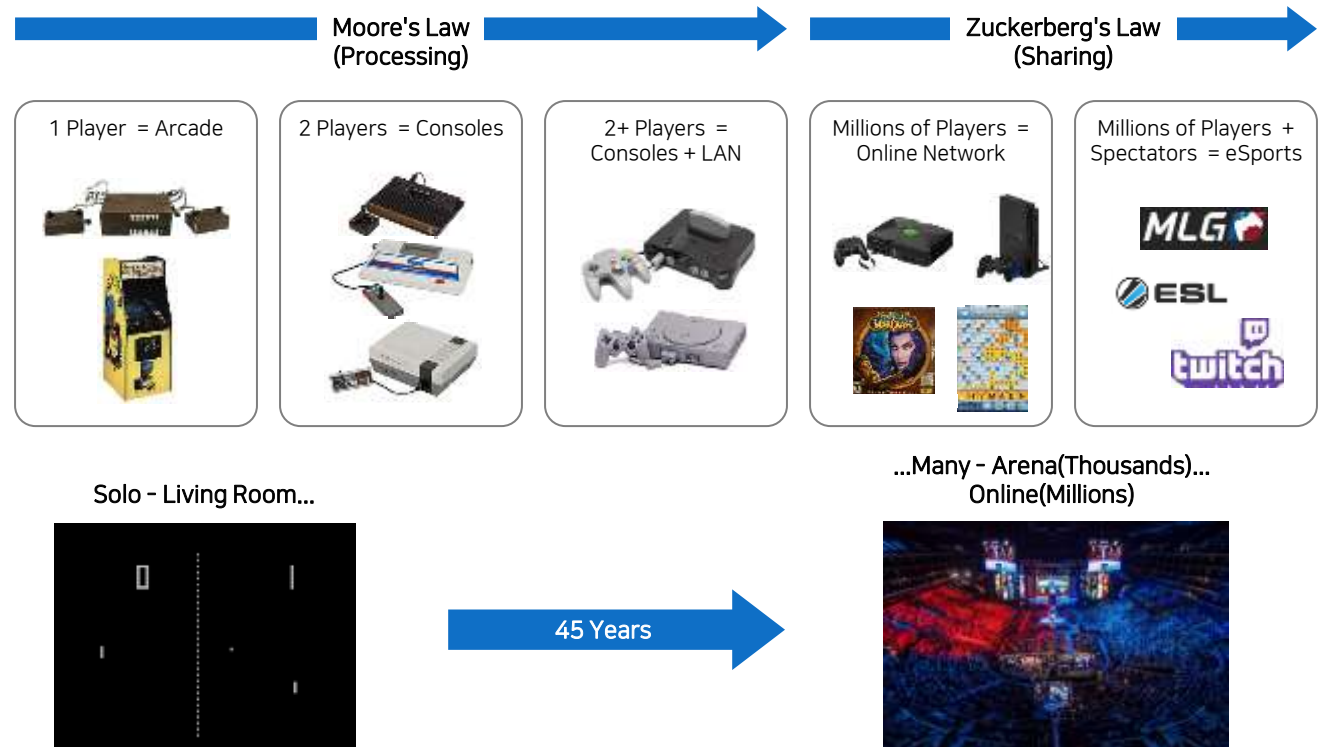 Moore's Law
(Processing)
Zuckerberg's Law
(Sharing)
1 Player = Arcade
2 Players = Consoles
2+ Players =
Consoles + LAN
Millions of Players =
Online Network
Millions of Players +
Spectators = eSports
MLG
ESL
twitch
Solo - Living Room...
...Many - Arena(Thousands)...
Online(Millions)
45 Years